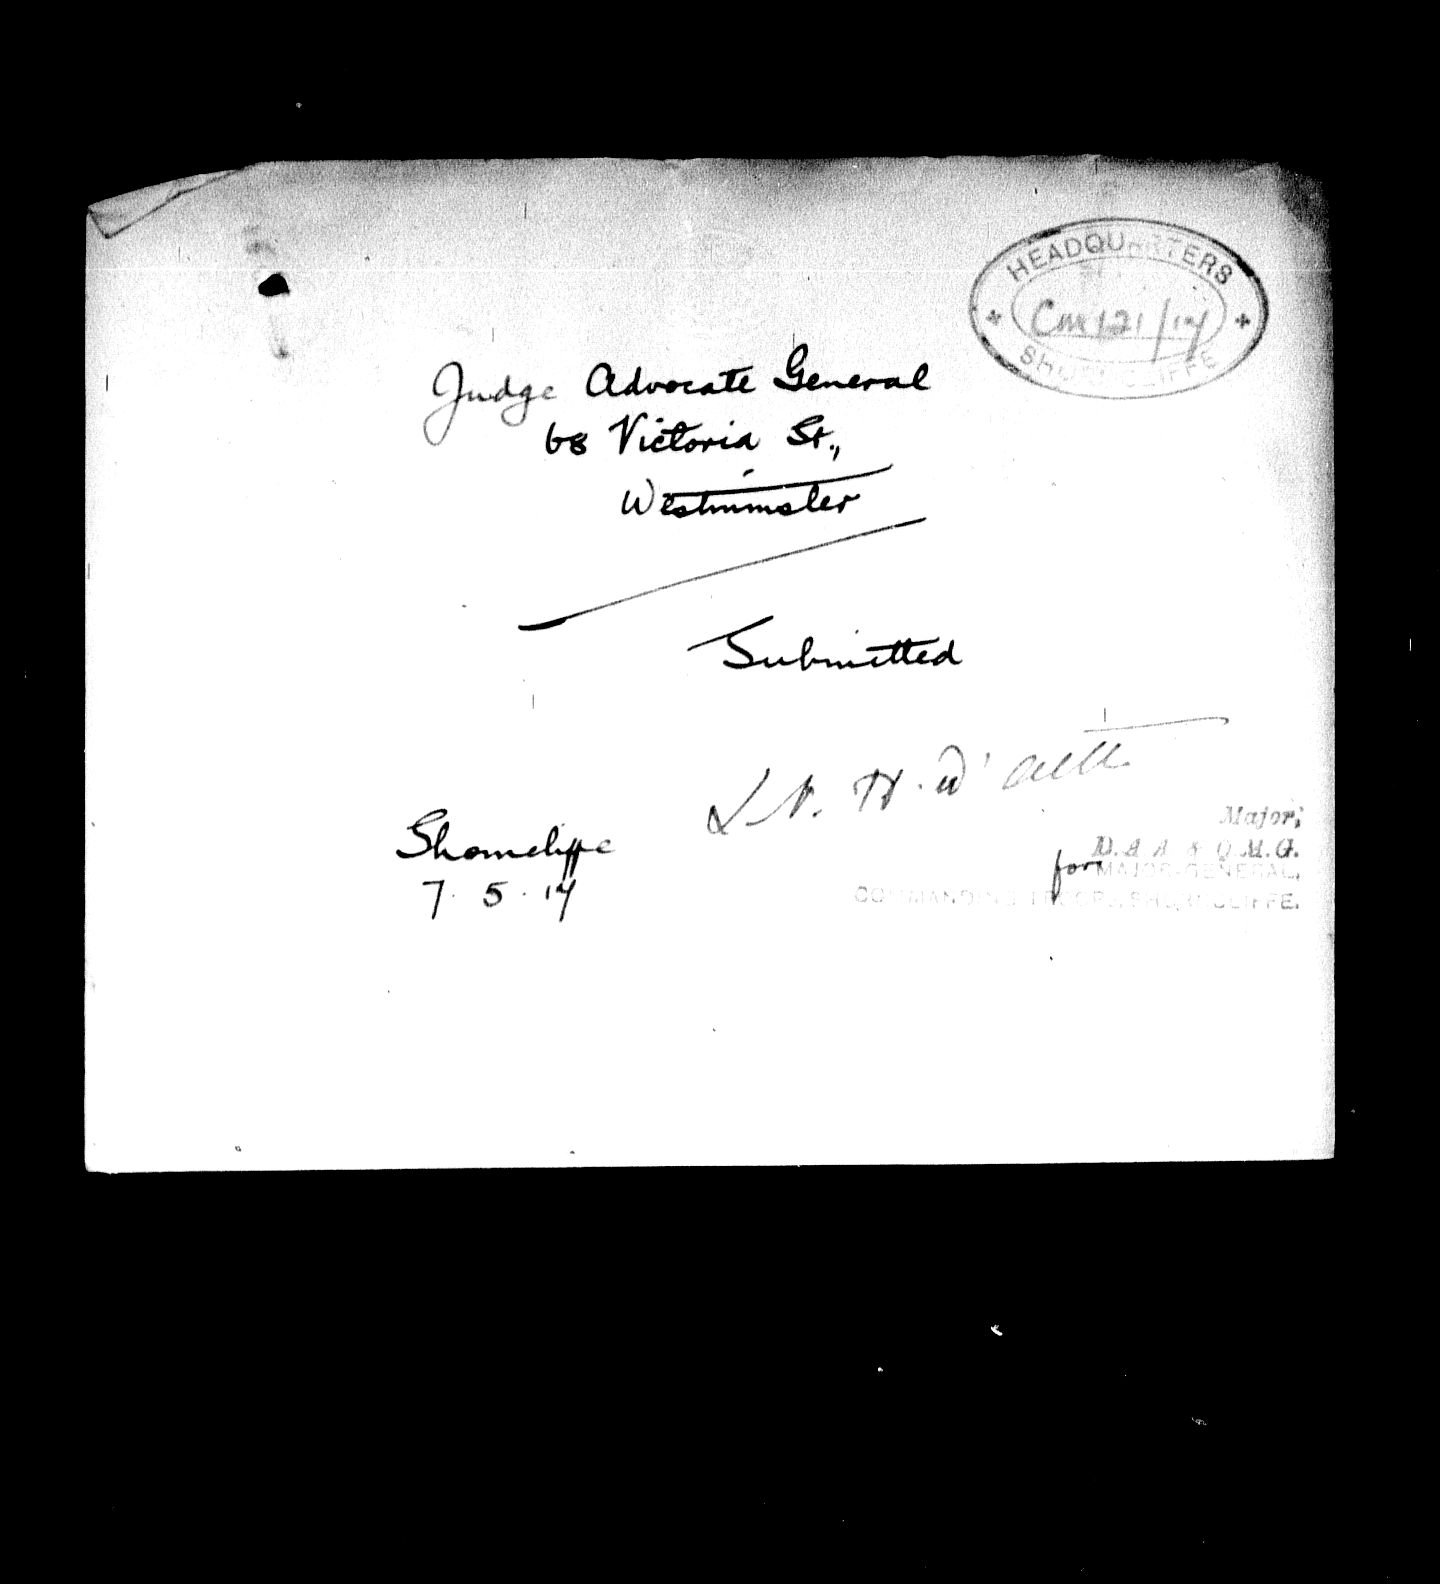 HEADQUARTERS
Cm 121/17
SHORNCLIFFE
Judge Advocate General
68 Victoria St.,
Westminster
Submitted
H. D'
Major,
D.A.A. & Q.M.G.
for MAJOR-GENERAL,
COMMANDING TROOPS, SHORNCLIFFE.
Shorncliffe
7. 5. 17